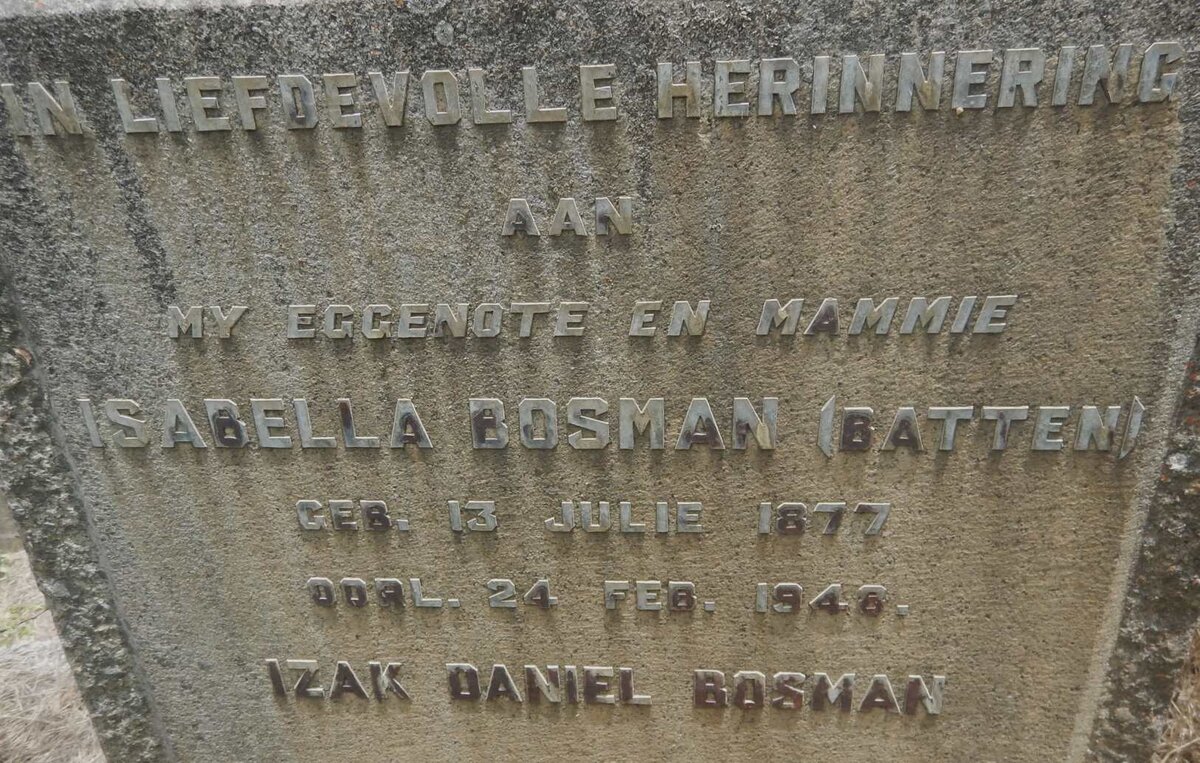 IN LIEFDEVOLLE HERINNERING
AAN
MY EGGENOTE EN MAMMIE
ISABELLA BOSMAN (BATTEN)
GEB. 13 JULIE 1877
OORL. 24 FEB. 1948.
IZAK DANIEL BOSMAN